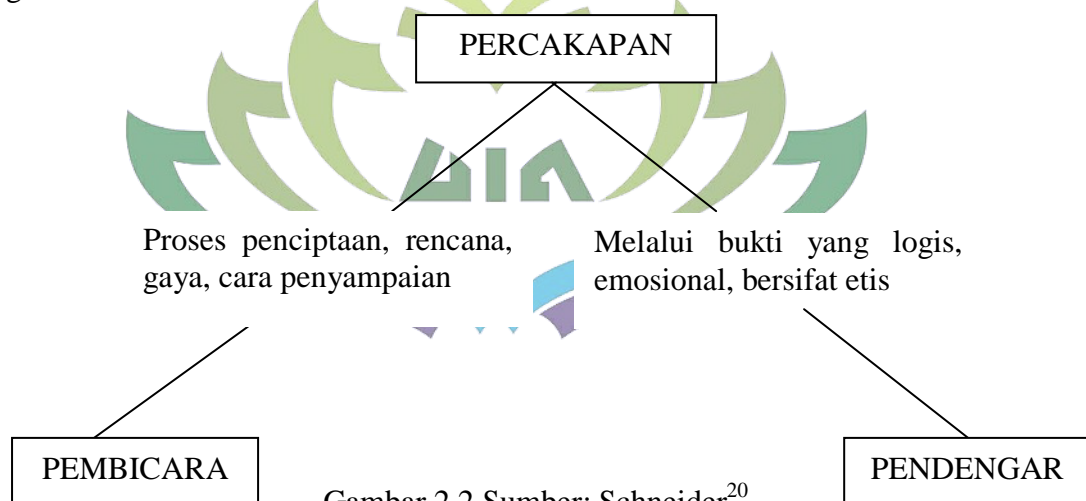 PERCAKAPAN
Proses penciptaan, rencana,
gaya, cara penyampaian
Melalui bukti yang logis,
emosional, bersifat etis
PEMBICARA
PENDENGAR
Gambar 2.2 Sumber: Schneider20